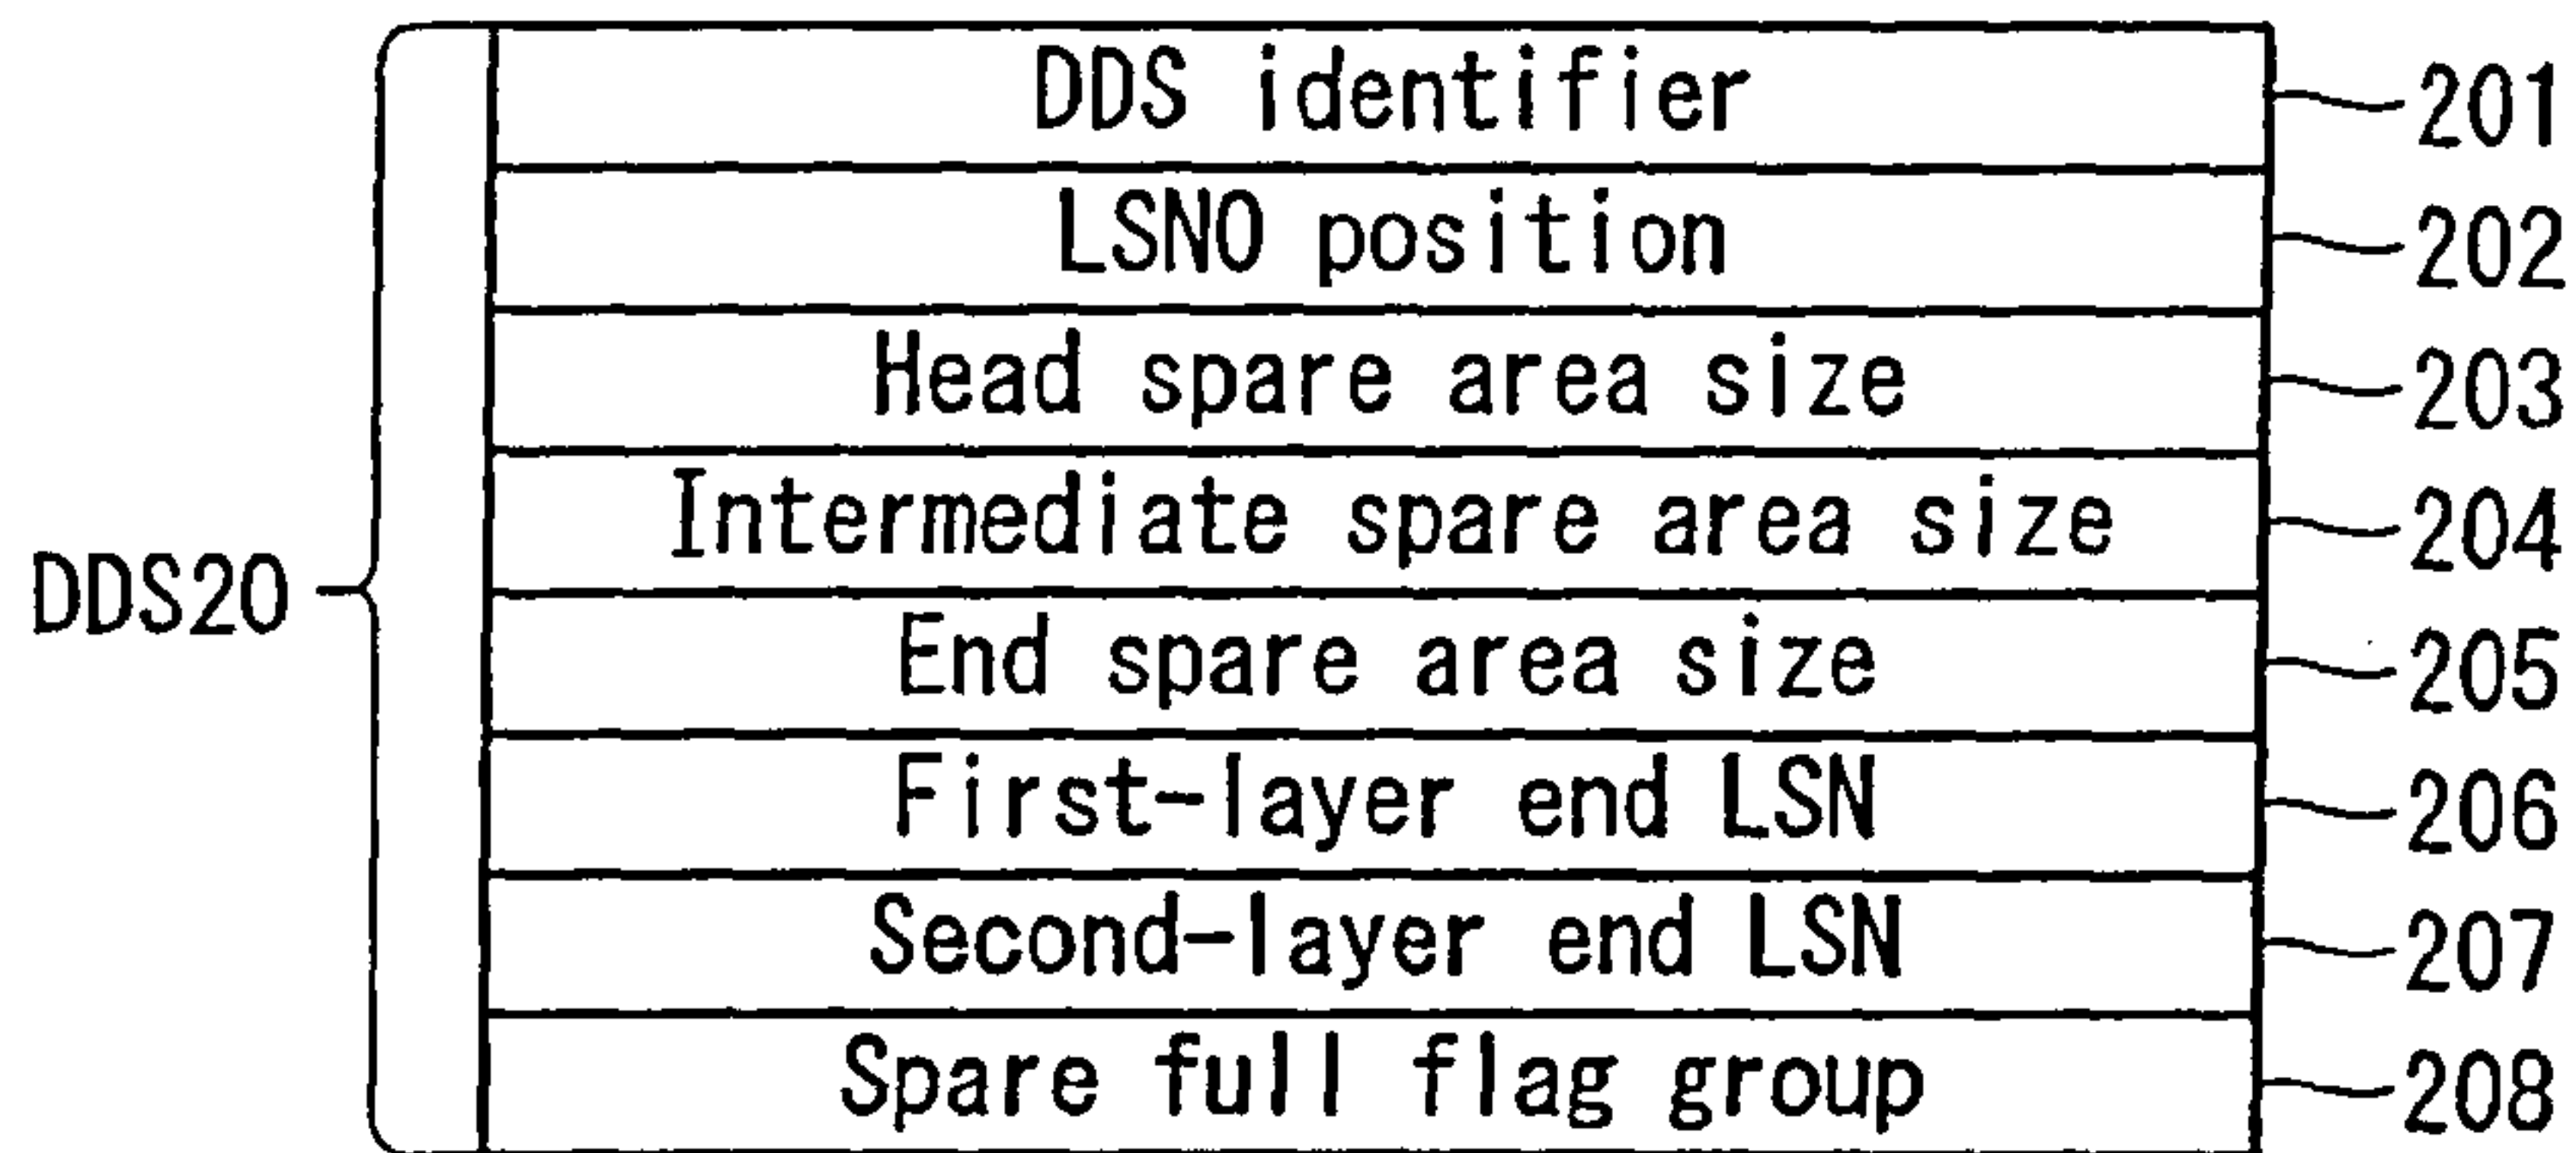 DDS identifier 201
LSN0 position 202
Head spare area size 203
Intermediate spare area size 204
DDS20
End spare area size 205
First-layer end LSN 206
Second-layer end LSN 207
Spare full flag group 208